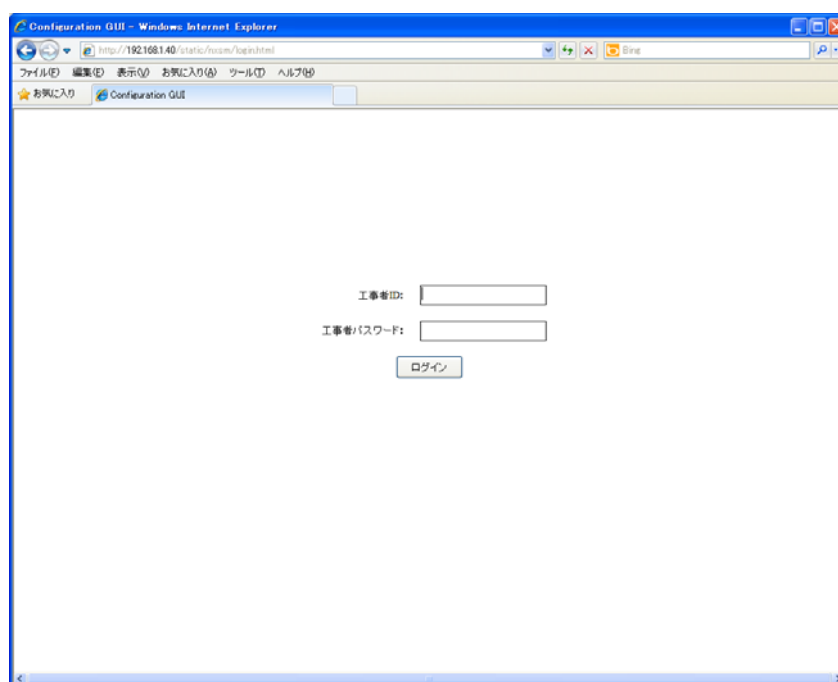 Configuration GUI - Windows Internet Explorer
http://192.168.1.40/static/nxsm/login.html
Bing
ファイル(F) 編集(E) 表示(V) お気に入り(A) ツール(T) ヘルプ(H)
お気に入り Configuration GUI
工事者ID:
工事者パスワード:
ログイン